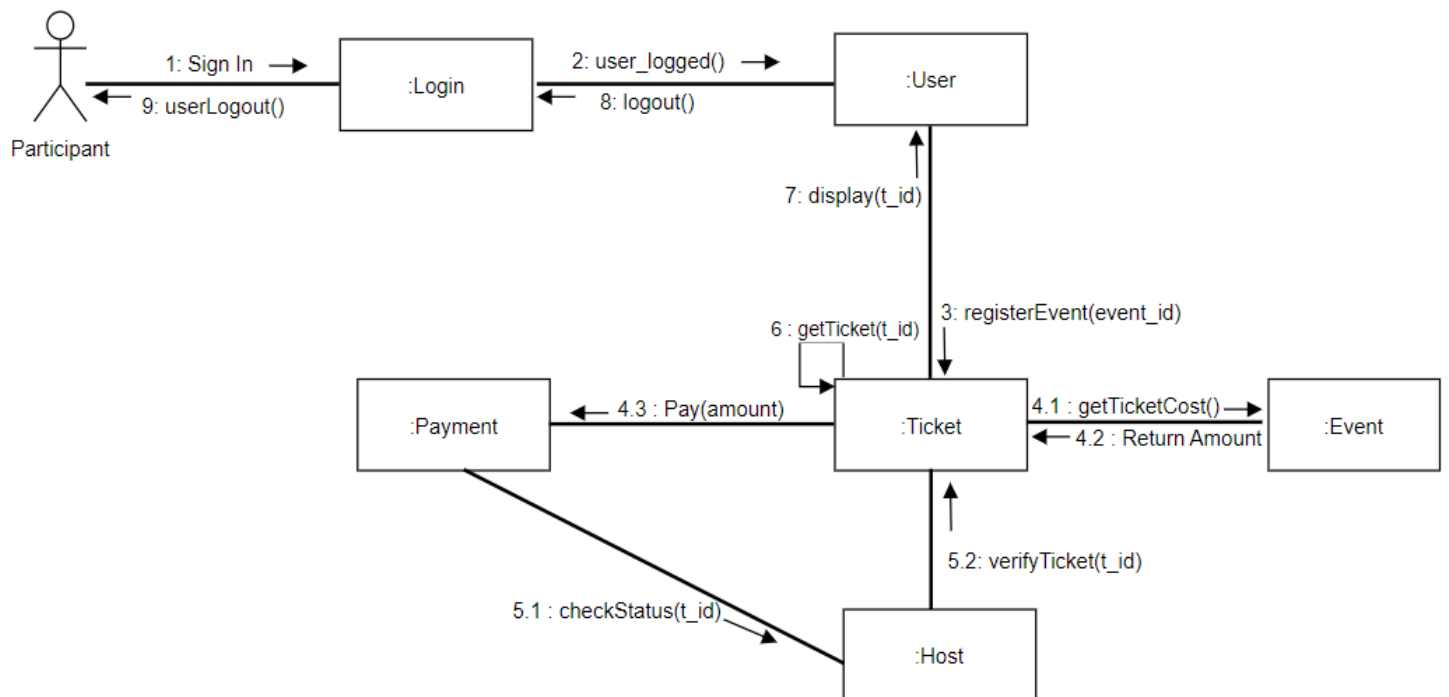 1: Sign In
2: user_logged()
:Login
:User
9: userLogout()
8: logout()
Participant
7: display(t_id)
3: registerEvent(event_id)
6 : getTicket(t_id)
4.3 : Pay(amount)
4.1 : getTicketCost()
:Payment
:Ticket
:Event
4.2 : Return Amount
5.2: verifyTicket(t_id)
5.1 : checkStatus(t_id)
:Host